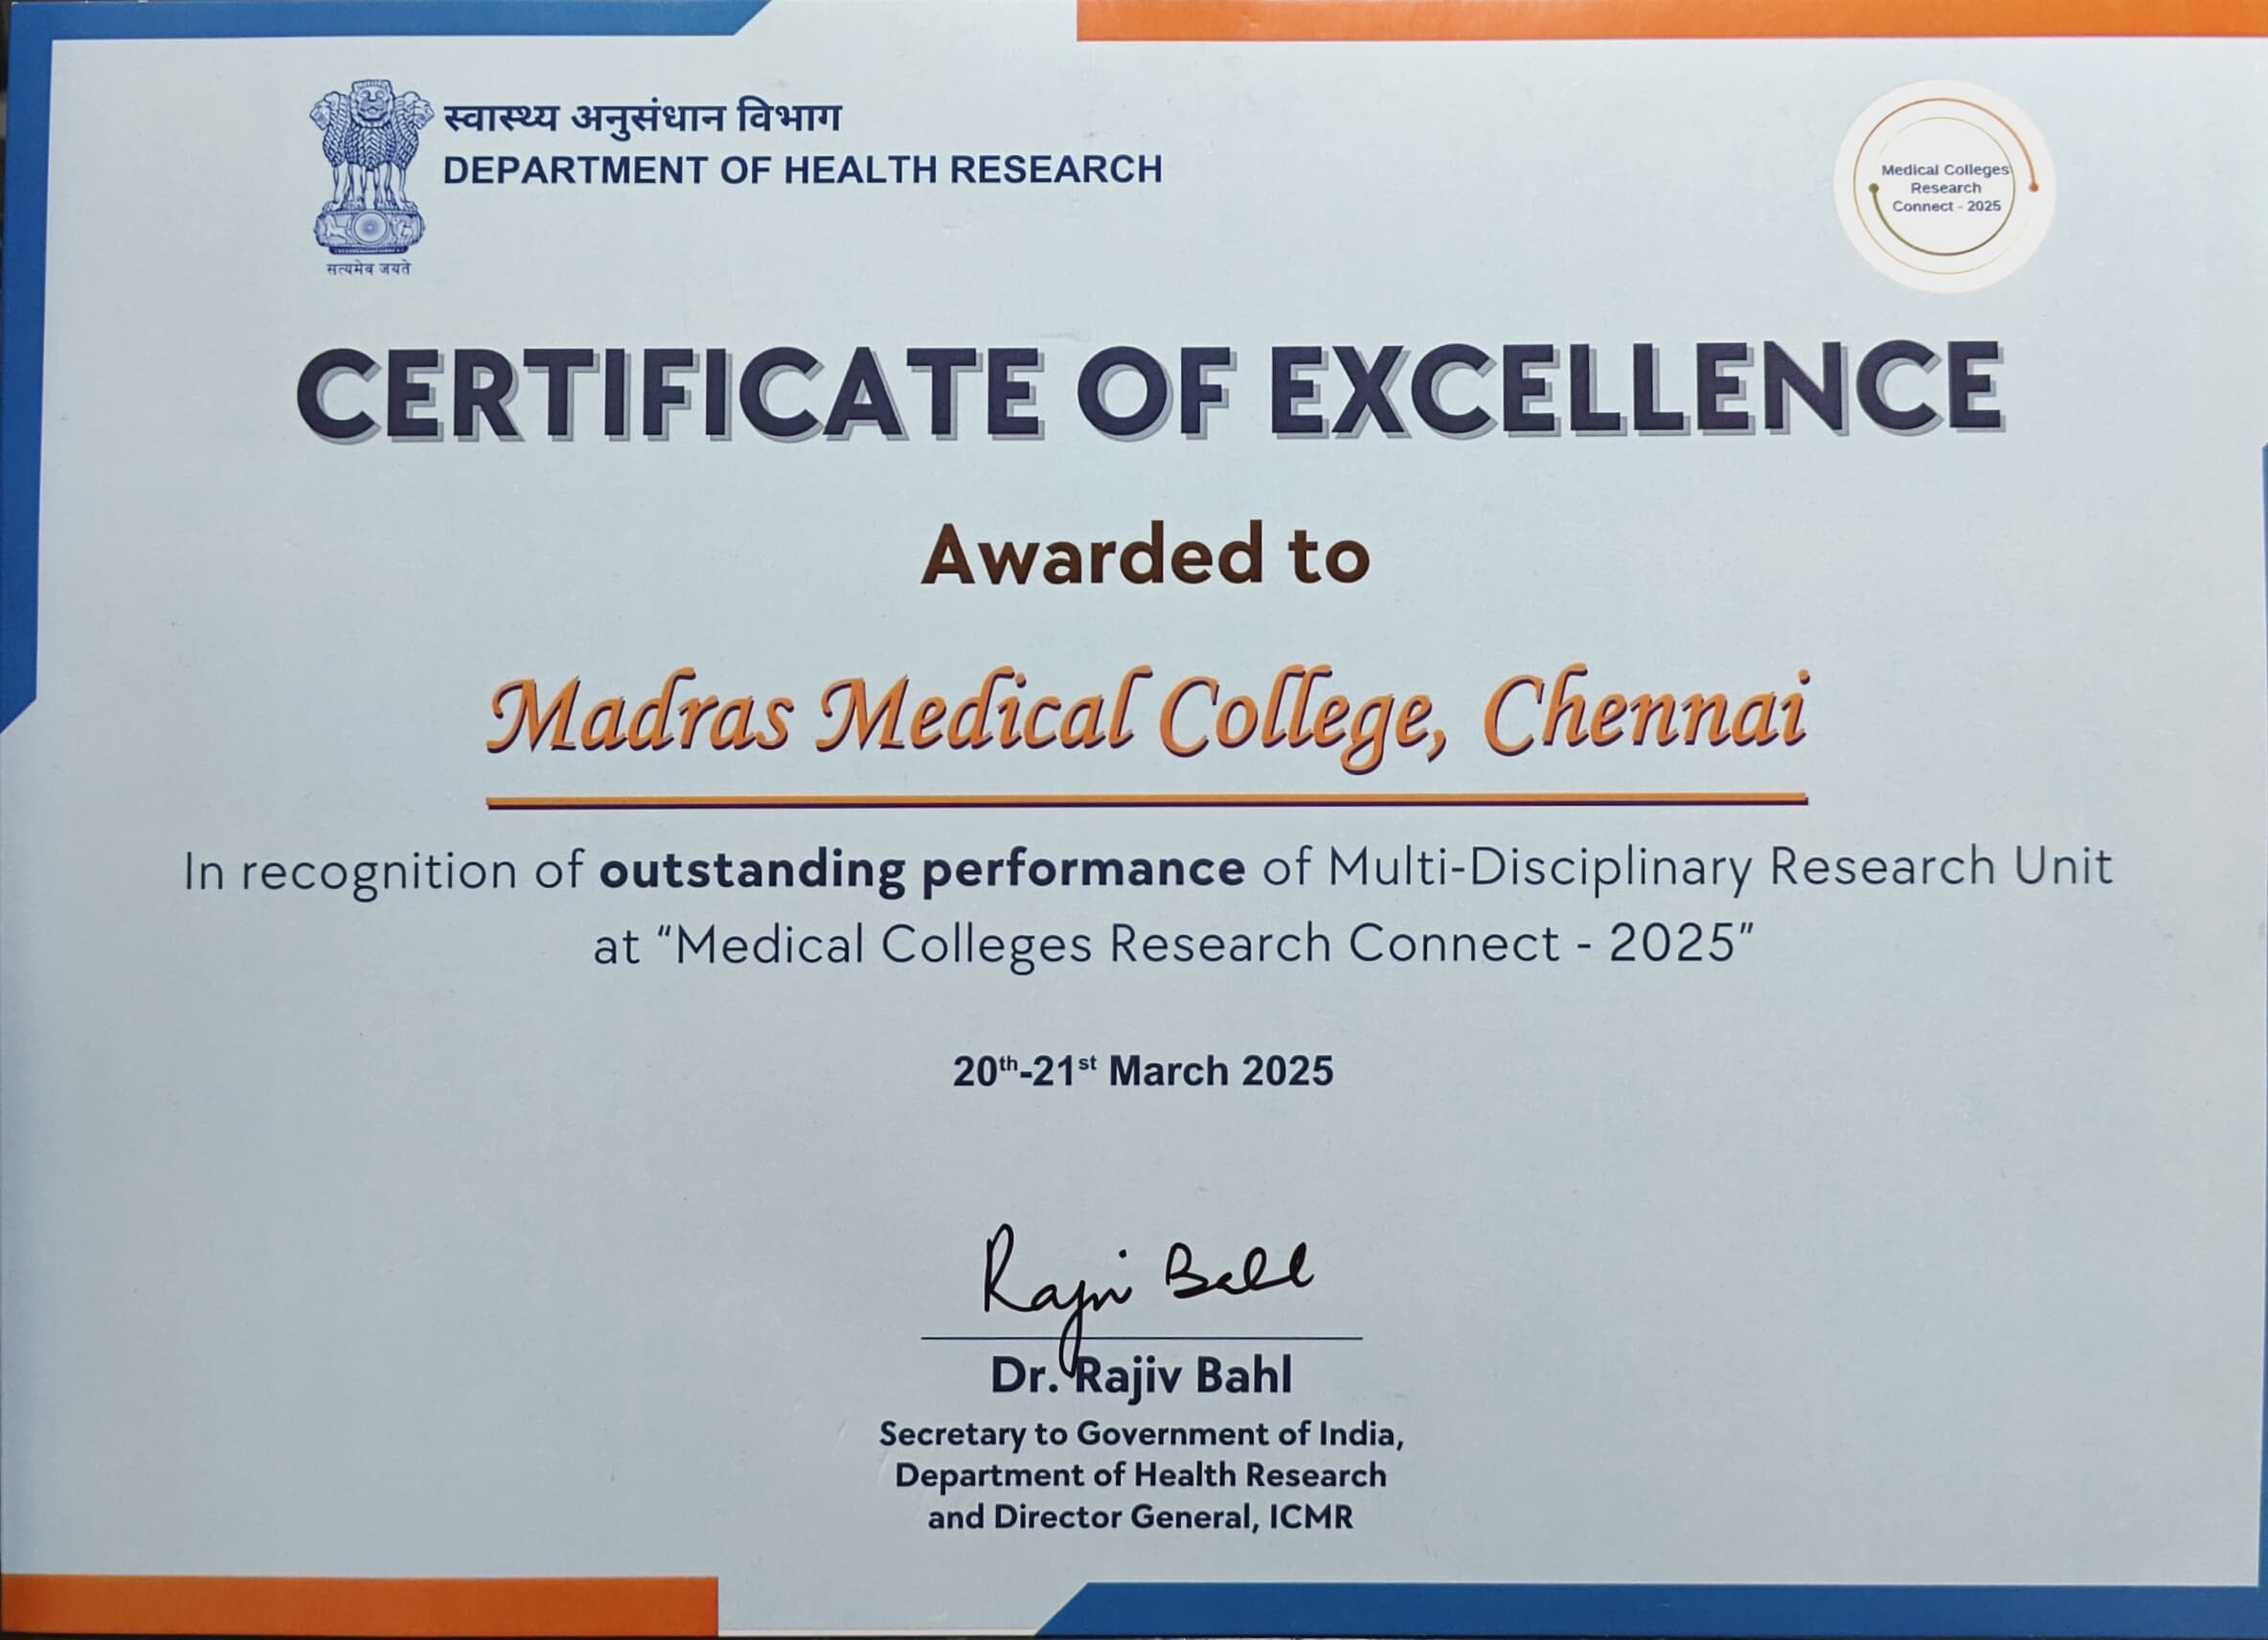 स्वास्थ्य अनुसंधान विभाग
DEPARTMENT OF HEALTH RESEARCH
सत्यमेव जयते
Medical Colleges
Research
Connect - 2025
CERTIFICATE OF EXCELLENCE
Awarded to
Madras Medical College, Chennai
In recognition of outstanding performance of Multi-Disciplinary Research Unit
at “Medical Colleges Research Connect - 2025”
20th-21st March 2025
Rajiv Bahl
Dr. Rajiv Bahl
Secretary to Government of India,
Department of Health Research
and Director General, ICMR